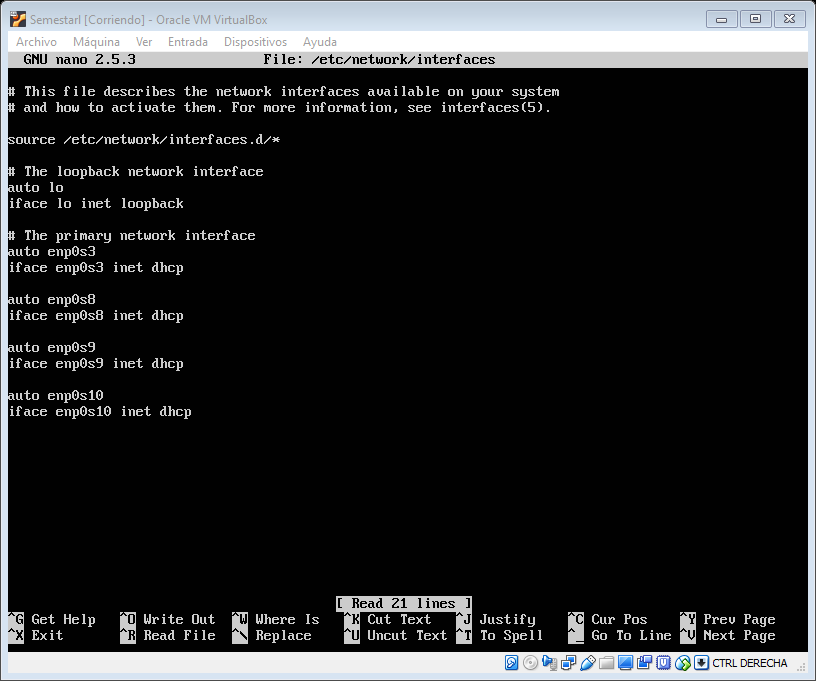 Semestarl [Corriendo] - Oracle VM VirtualBox
Archivo Máquina Ver Entrada Dispositivos Ayuda
GNU nano 2.5.3 File: /etc/network/interfaces
# This file describes the network interfaces available on your system
# and how to activate them. For more information, see interfaces(5).
source /etc/network/interfaces.d/*
# The loopback network interface
auto lo
iface lo inet loopback
# The primary network interface
auto enp0s3
iface enp0s3 inet dhcp
auto enp0s8
iface enp0s8 inet dhcp
auto enp0s9
iface enp0s9 inet dhcp
auto enp0s10
iface enp0s10 inet dhcp
[ Read 21 lines ]
^G Get Help ^O Write Out ^W Where Is ^K Cut Text ^J Justify ^C Cur Pos ^Y Prev Page
^X Exit ^R Read File ^\ Replace ^U Uncut Text ^T To Spell ^_ Go To Line ^V Next Page
CTRL DERECHA